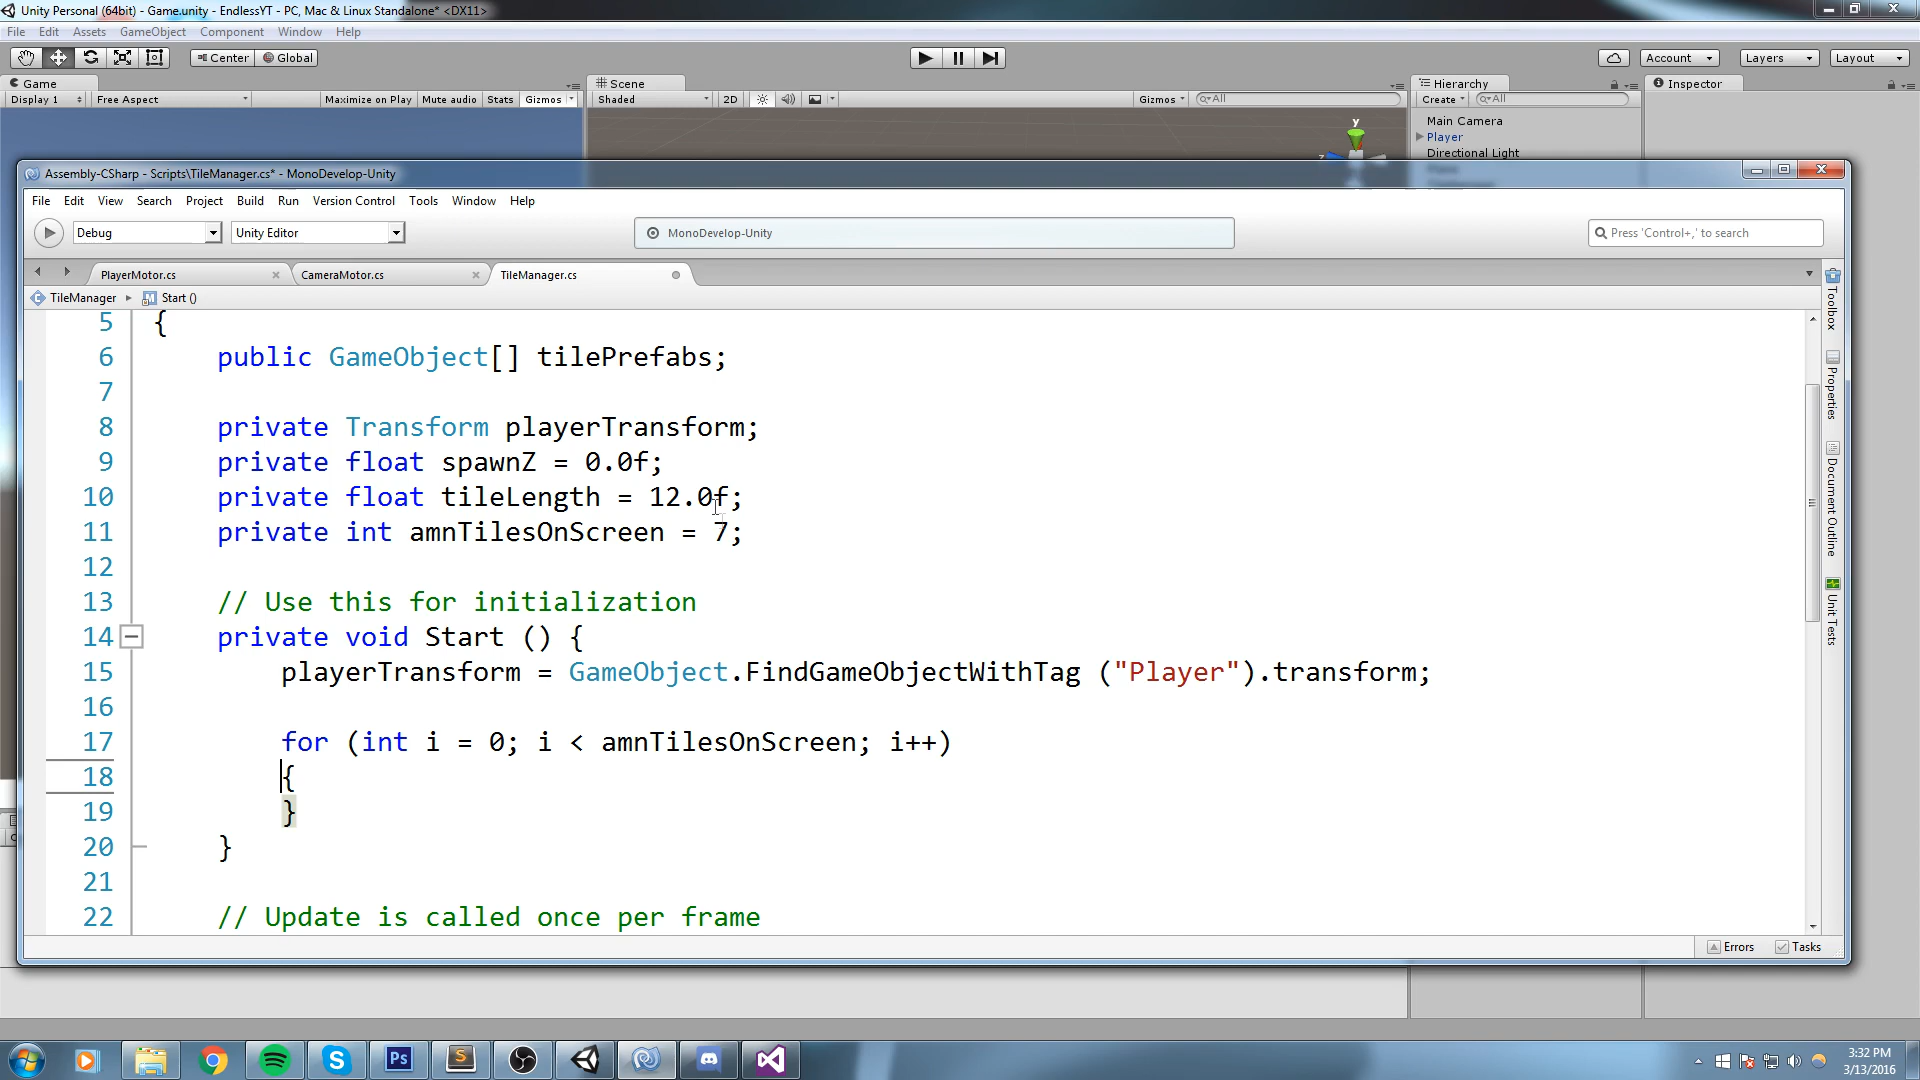 Unity Personal (64bit) - Game.unity - EndlessYT - PC, Mac & Linux Standalone* <DX11>
File Edit Assets GameObject Component Window Help
Center Global Account Layers Layout
Game Scene Hierarchy Inspector
Display 1 Free Aspect Maximize on Play Mute audio Stats Gizmos Shaded 2D Gizmos All Create All
y
Main Camera
Player
z
Directional Light
Assembly-CSharp - Scripts\TileManager.cs* - MonoDevelop-Unity
File Edit View Search Project Build Run Version Control Tools Window Help
Debug Unity Editor MonoDevelop-Unity Press 'Control+,' to search
PlayerMotor.cs CameraMotor.cs TileManager.cs
TileManager Start ()
5 {
6 public GameObject[] tilePrefabs;
7
8 private Transform playerTransform;
9 private float spawnZ = 0.0f;
10 private float tileLength = 12.0f;
11 private int amnTilesOnScreen = 7;
12
13 // Use this for initialization
14 private void Start () {
15 playerTransform = GameObject.FindGameObjectWithTag ("Player").transform;
16
17 for (int i = 0; i < amnTilesOnScreen; i++)
18 {
19 }
20 }
21
22 // Update is called once per frame
Toolbox
Properties
Document Outline
Unit Tests
Errors Tasks
Ps
S
3:32 PM
3/13/2016